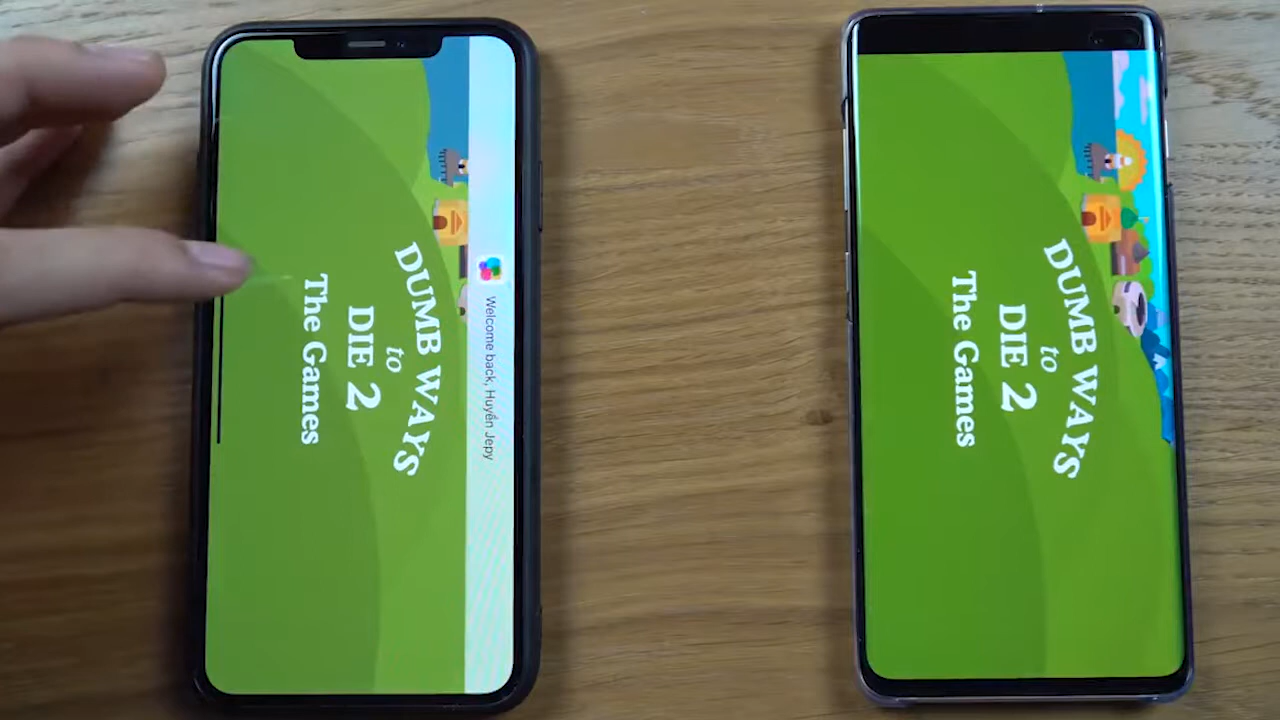 Welcome back, Huyền Jepy
DUMB WAYS
to
DIE 2
The Games
DUMB WAYS
to
DIE 2
The Games